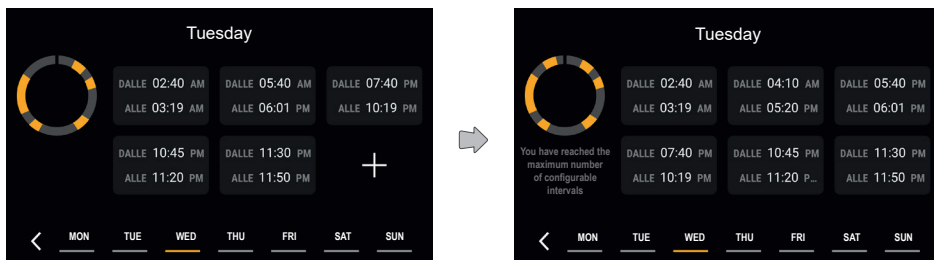 Tuesday
DALLE 02:40 AM
ALLE 03:19 AM
DALLE 05:40 AM
ALLE 06:01 PM
DALLE 07:40 PM
ALLE 10:19 PM
DALLE 10:45 PM
ALLE 11:20 PM
DALLE 11:30 PM
ALLE 11:50 PM
MON TUE WED THU FRI SAT SUN
Tuesday
DALLE 02:40 AM
ALLE 03:19 AM
DALLE 04:10 AM
ALLE 05:20 PM
DALLE 05:40 PM
ALLE 06:01 PM
You have reached the
maximum number
of configurable
intervals
DALLE 07:40 PM
ALLE 10:19 PM
DALLE 10:45 PM
ALLE 11:20 P...
DALLE 11:30 PM
ALLE 11:50 PM
MON TUE WED THU FRI SAT SUN